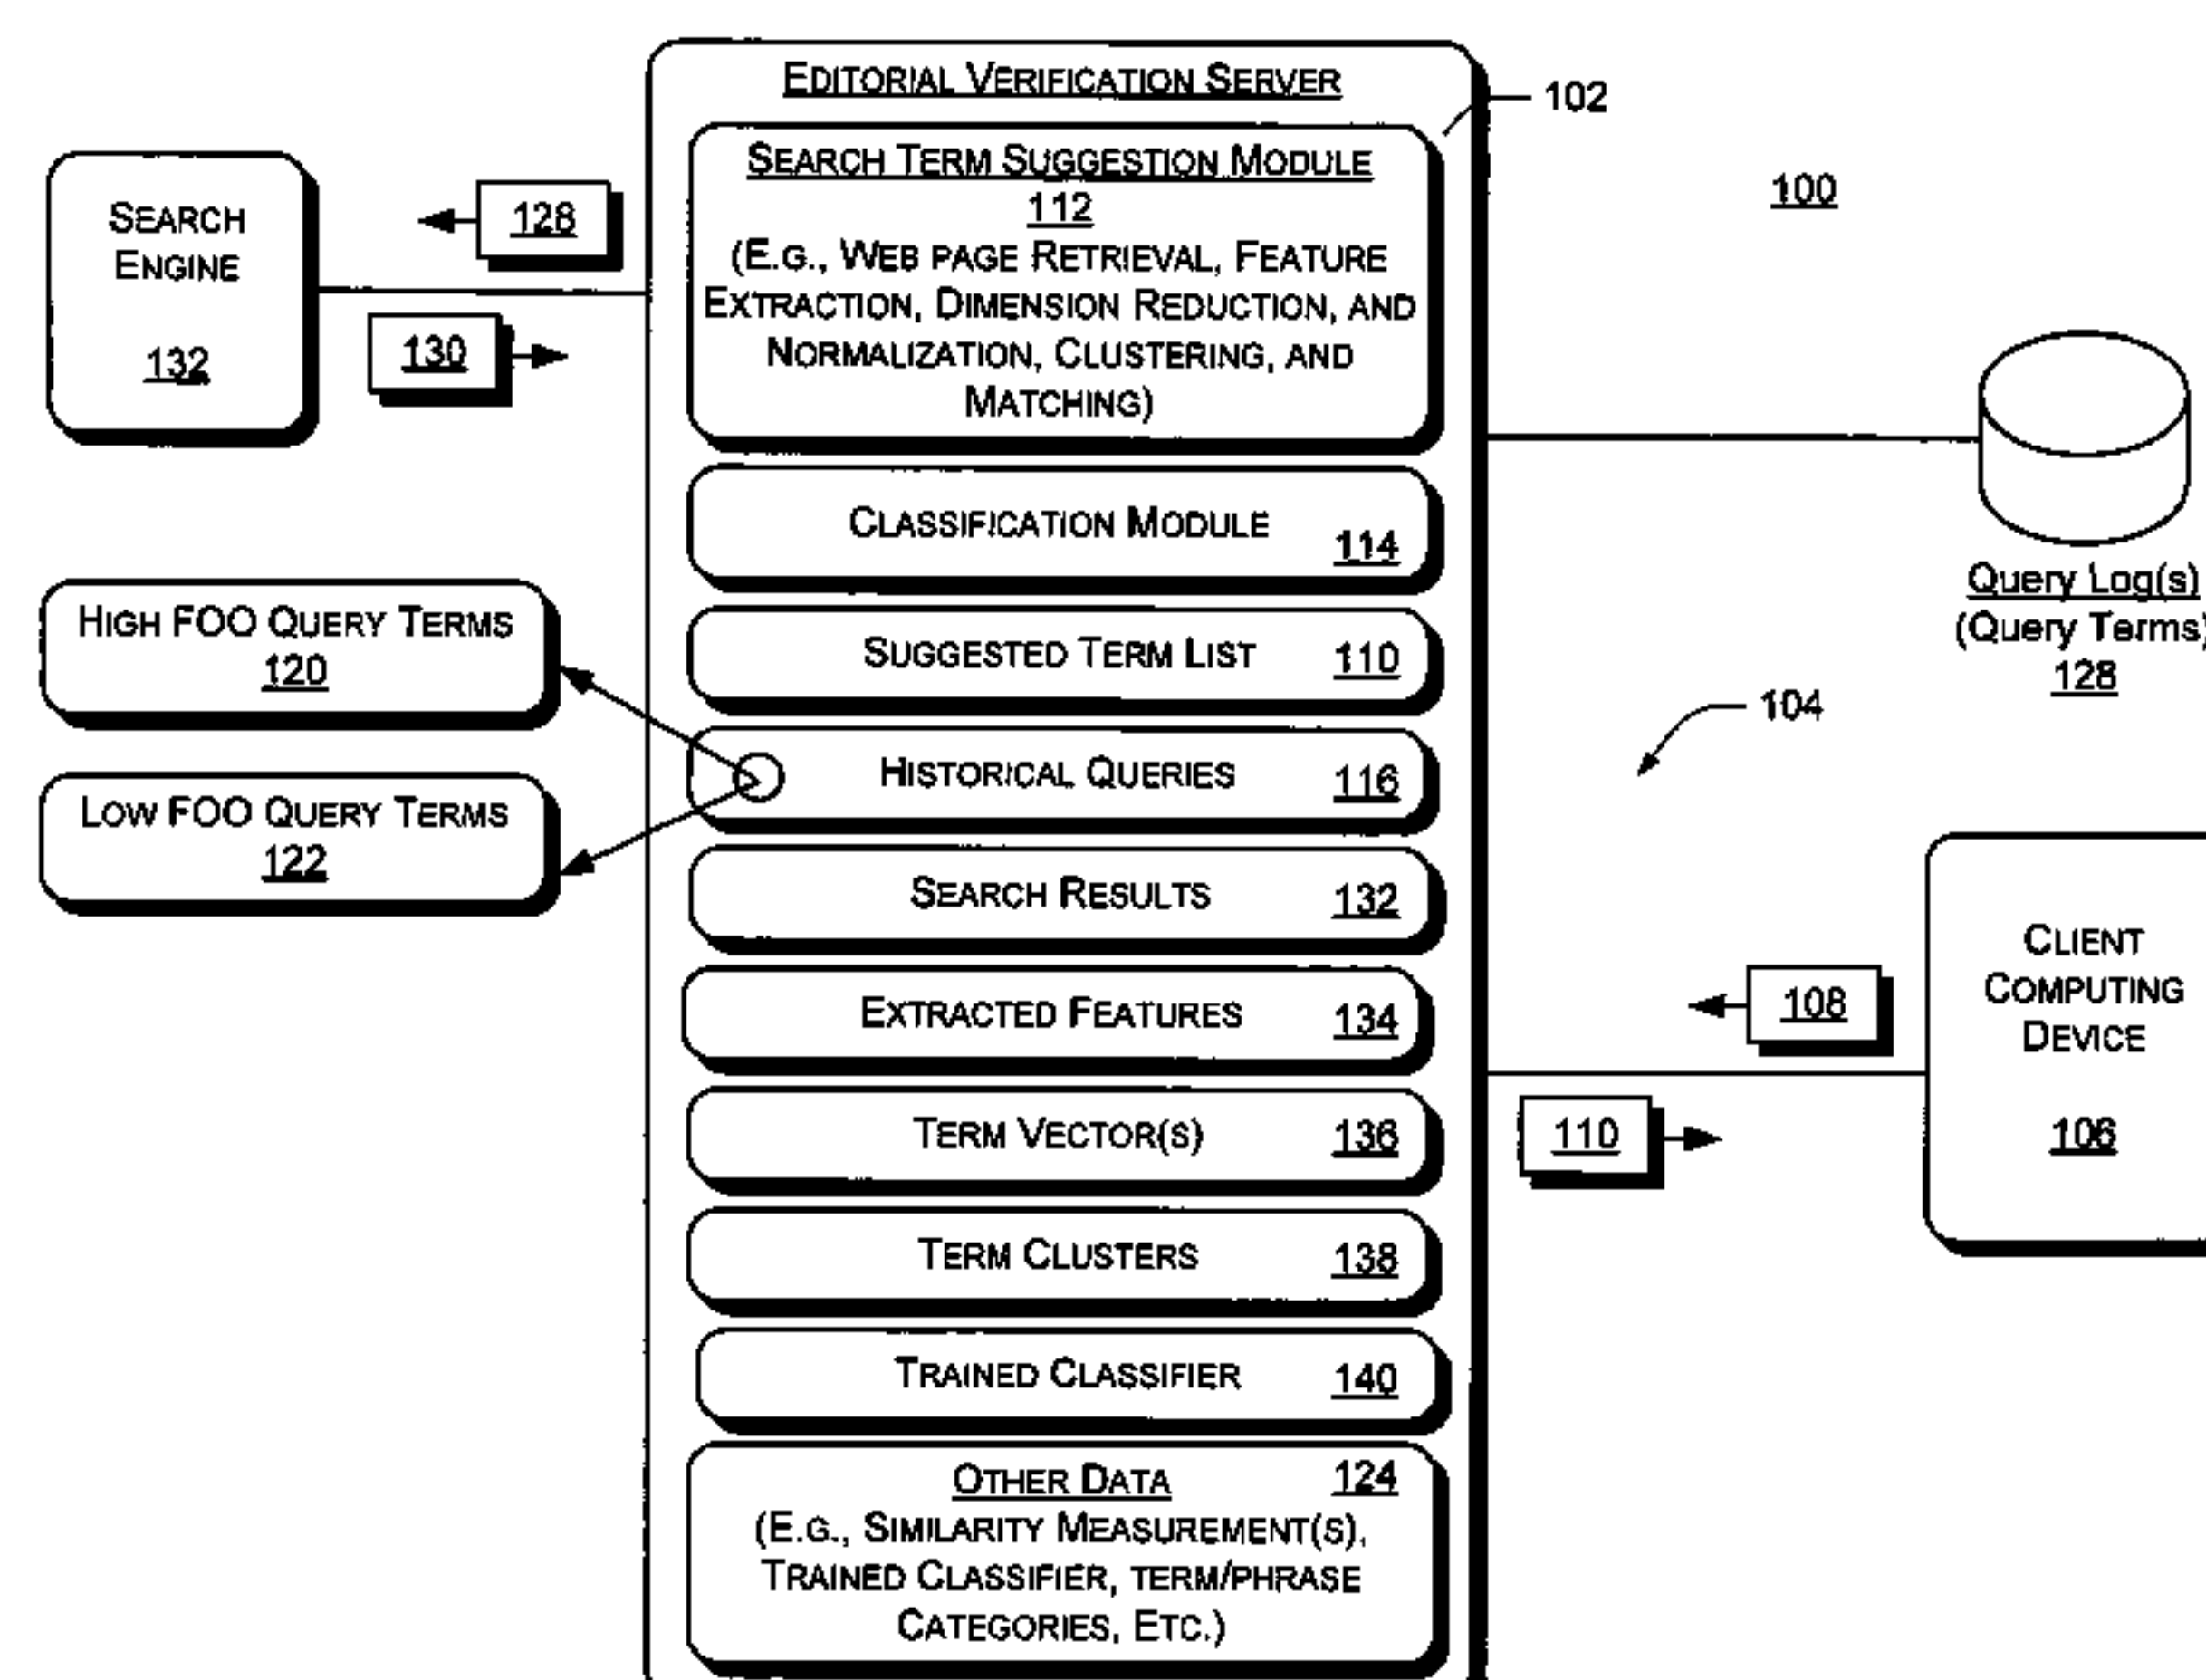 EDITORIAL VERIFICATION SERVER
102
SEARCH TERM SUGGESTION MODULE
112
(E.G., WEB PAGE RETRIEVAL, FEATURE
EXTRACTION, DIMENSION REDUCTION, AND
NORMALIZATION, CLUSTERING, AND
MATCHING)
100
SEARCH
ENGINE
132
128
130
CLASSIFICATION MODULE 114
Query Log(s)
(Query Terms)
128
HIGH FOO QUERY TERMS
120
SUGGESTED TERM LIST 110
104
LOW FOO QUERY TERMS
122
HISTORICAL QUERIES 116
SEARCH RESULTS 132
EXTRACTED FEATURES 134
TERM VECTOR(S) 136
TERM CLUSTERS 138
TRAINED CLASSIFIER 140
108
110
CLIENT
COMPUTING
DEVICE
106
OTHER DATA 124
(E.G., SIMILARITY MEASUREMENT(S),
TRAINED CLASSIFIER, TERM/PHRASE
CATEGORIES, ETC.)